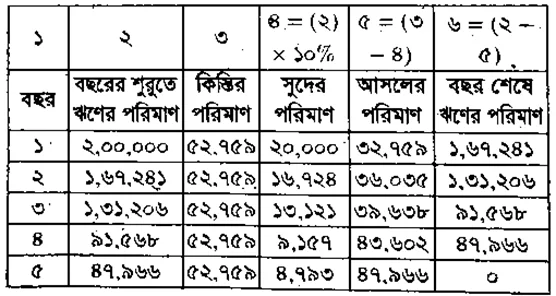 ১ ২ ৩ ৪ = (২) × ১০% ৫ = (৩ – ৪) ৬ = (২ – ৫)
বছর বছরের শুরুতে ঋণের পরিমাণ কিস্তির পরিমাণ সুদের পরিমাণ আসলের পরিমাণ বছর শেষে ঋণের পরিমাণ
১ ২,০০,০০০ ৫২,৭৫৯ ২০,০০০ ৩২,৭৫৯ ১,৬৭,২৪১
২ ১,৬৭,২৪১ ৫২,৭৫৯ ১৬,৭২৪ ৩৬,০৩৫ ১,৩১,২০৬
৩ ১,৩১,২০৬ ৫২,৭৫৯ ১৩,১২১ ৩৯,৬৩৮ ৯১,৫৬৮
৪ ৯১,৫৬৮ ৫২,৭৫৯ ৯,১৫৭ ৪৩,৬০২ ৪৭,৯৬৬
৫ ৪৭,৯৬৬ ৫২,৭৫৯ ৪,৭৯৩ ৪৭,৯৬৬ ০